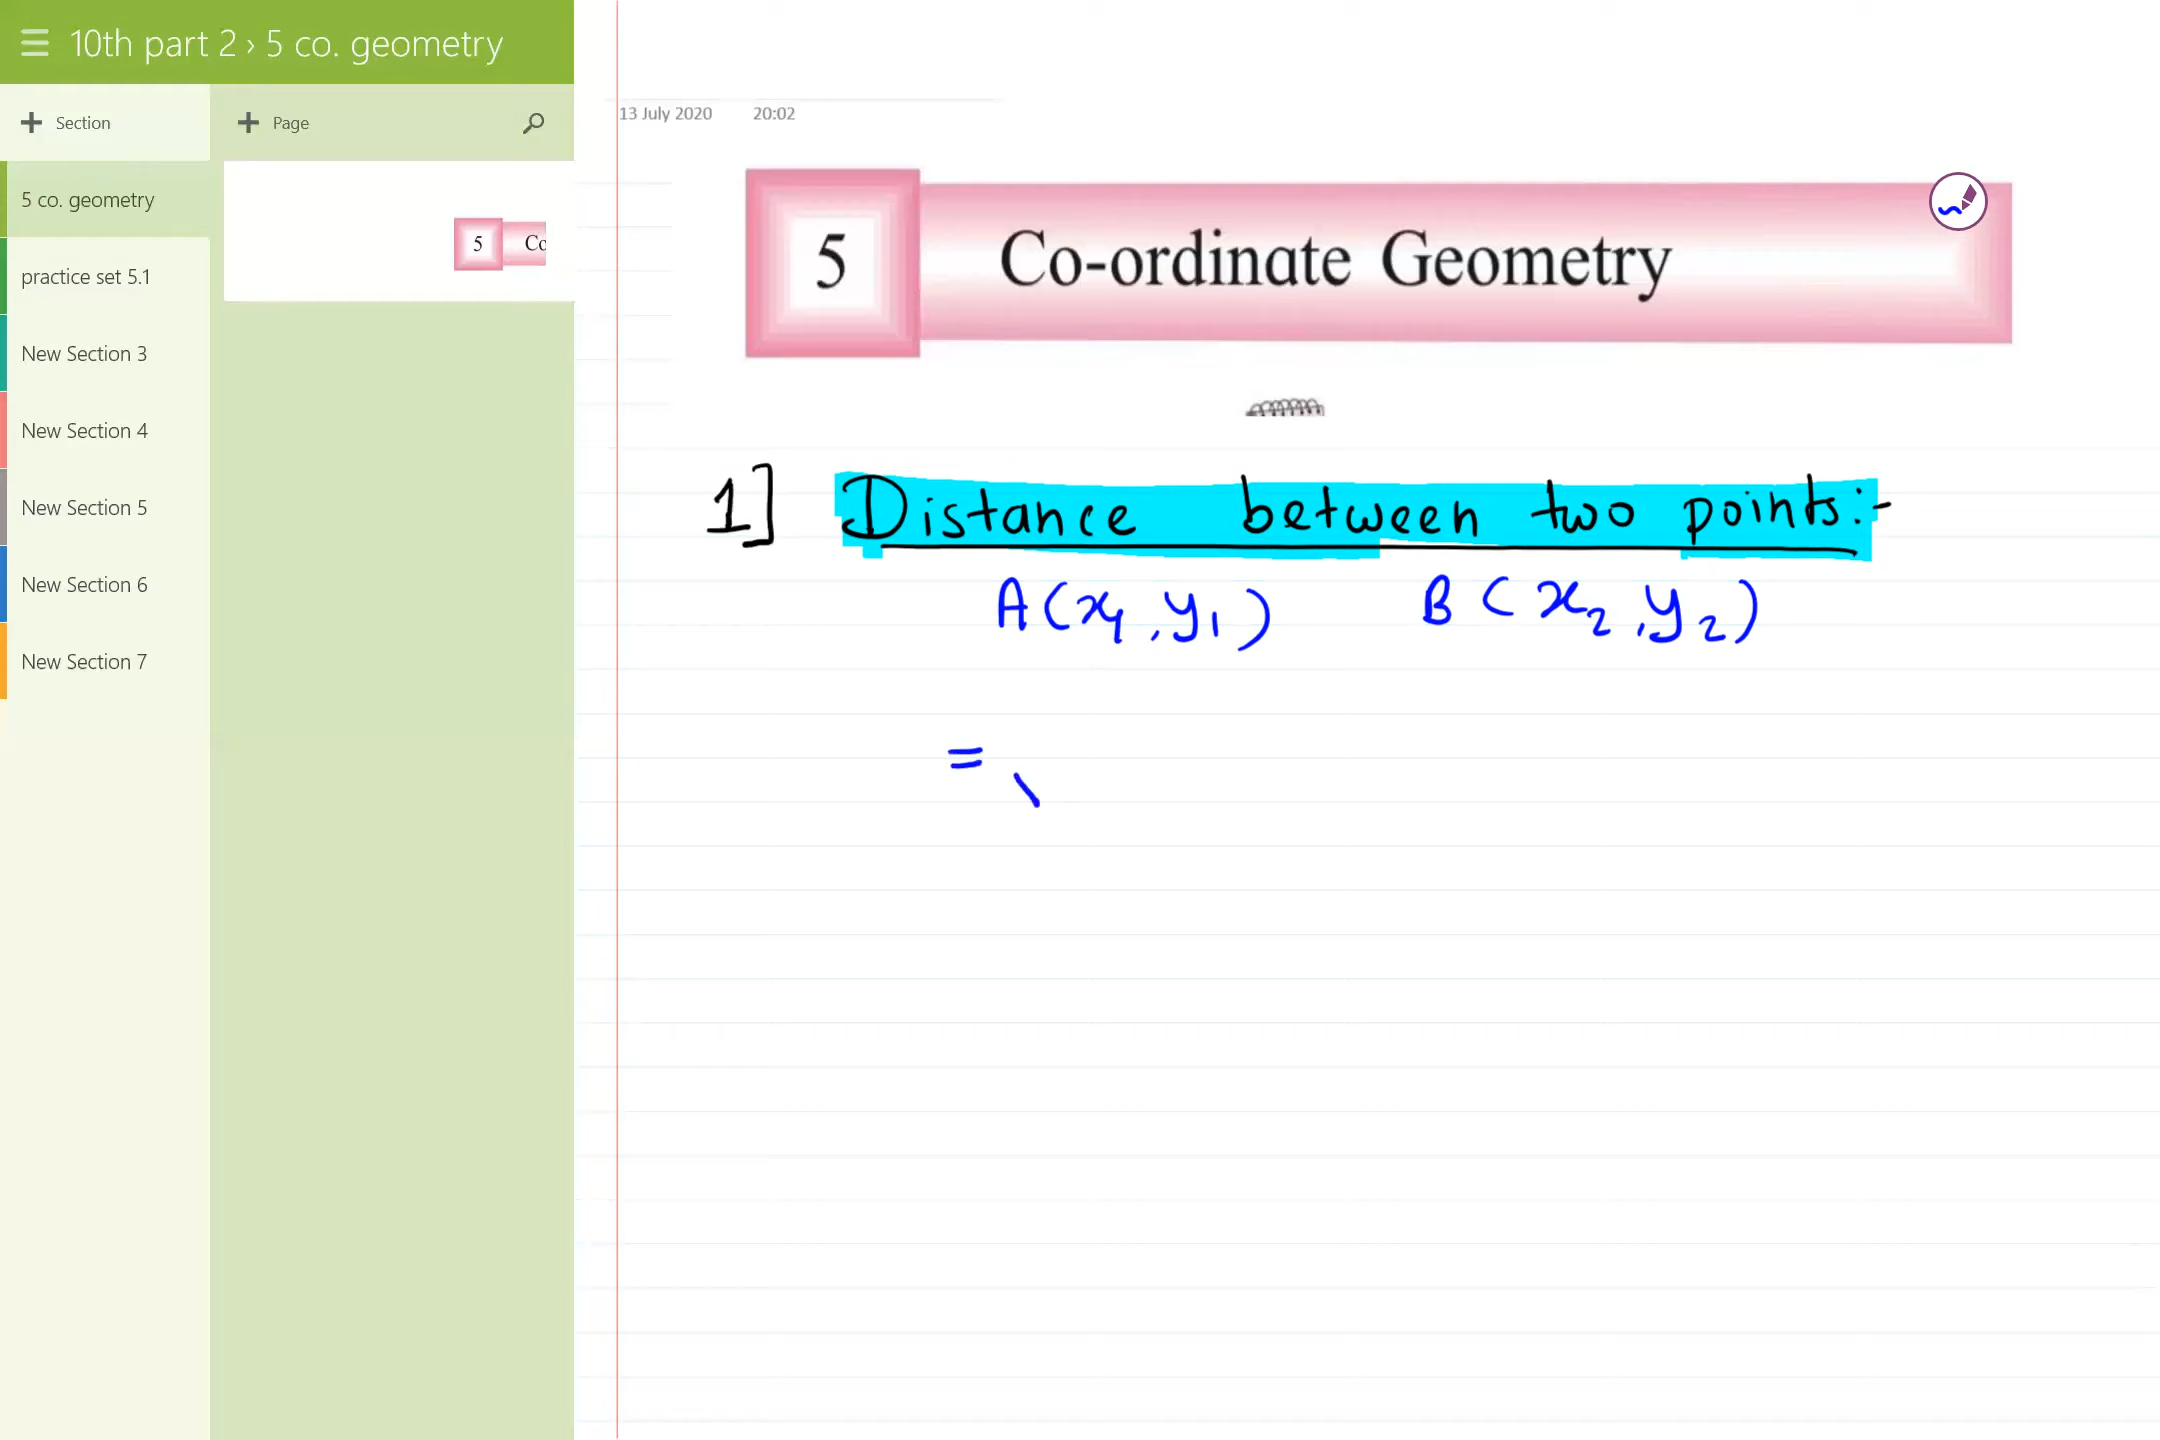 10th part 2 › 5 co. geometry
Section
Page
5 co. geometry
practice set 5.1
New Section 3
New Section 4
New Section 5
New Section 6
New Section 7
5 Co
13 July 2020 20:02
5 Co-ordinate Geometry
1] Distance between two points:-
A(x₁,y₁) B(x₂,y₂)
=